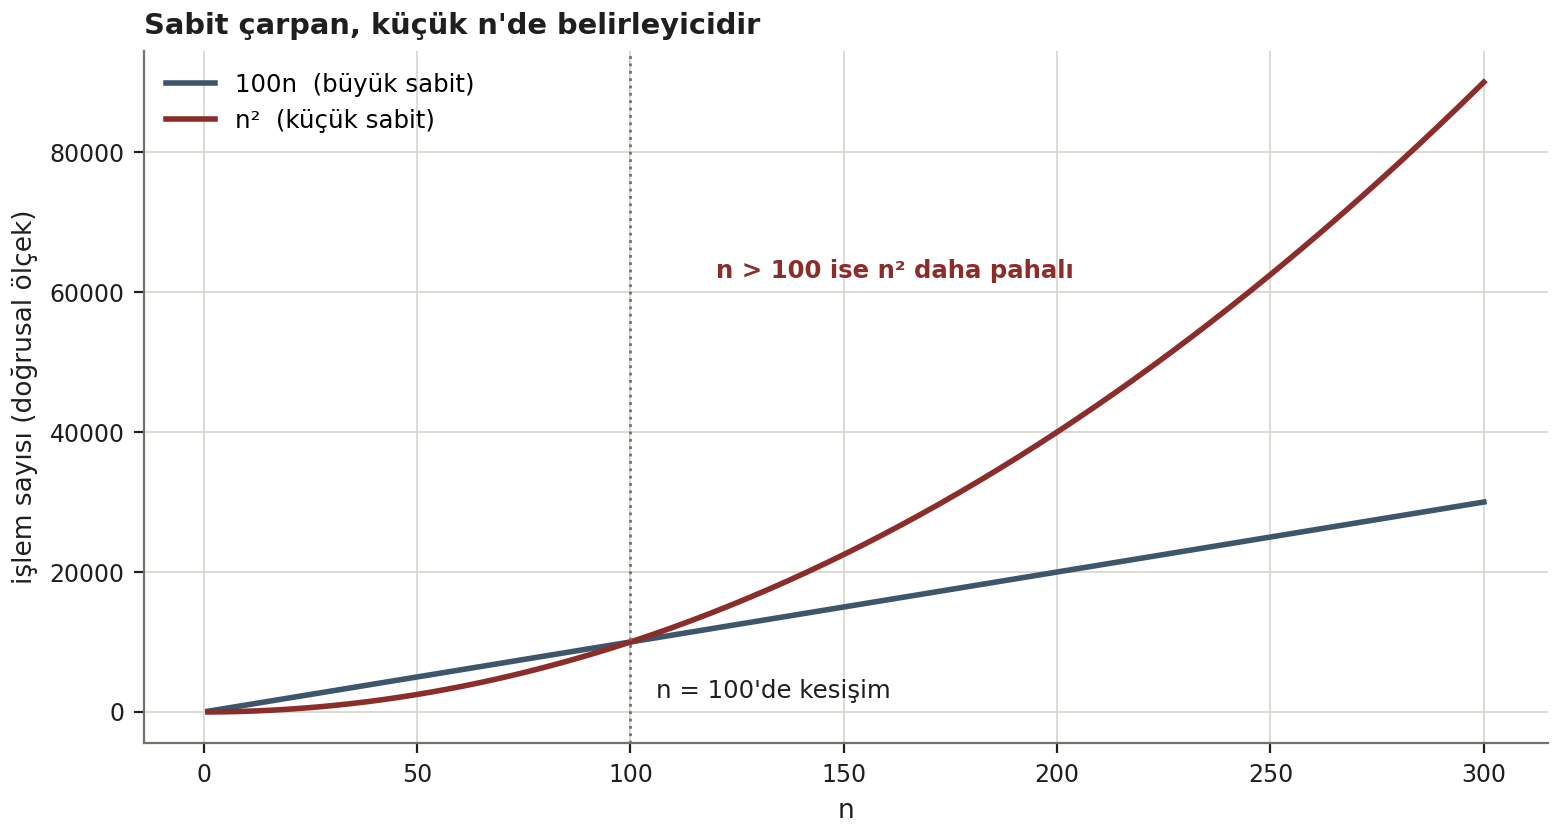 Sabit çarpan, küçük n'de belirleyicidir
100n (büyük sabit)
n² (küçük sabit)
işlem sayısı (doğrusal ölçek)
80000
60000
40000
20000
0
n > 100 ise n² daha pahalı
n = 100'de kesişim
0 50 100 150 200 250 300
n